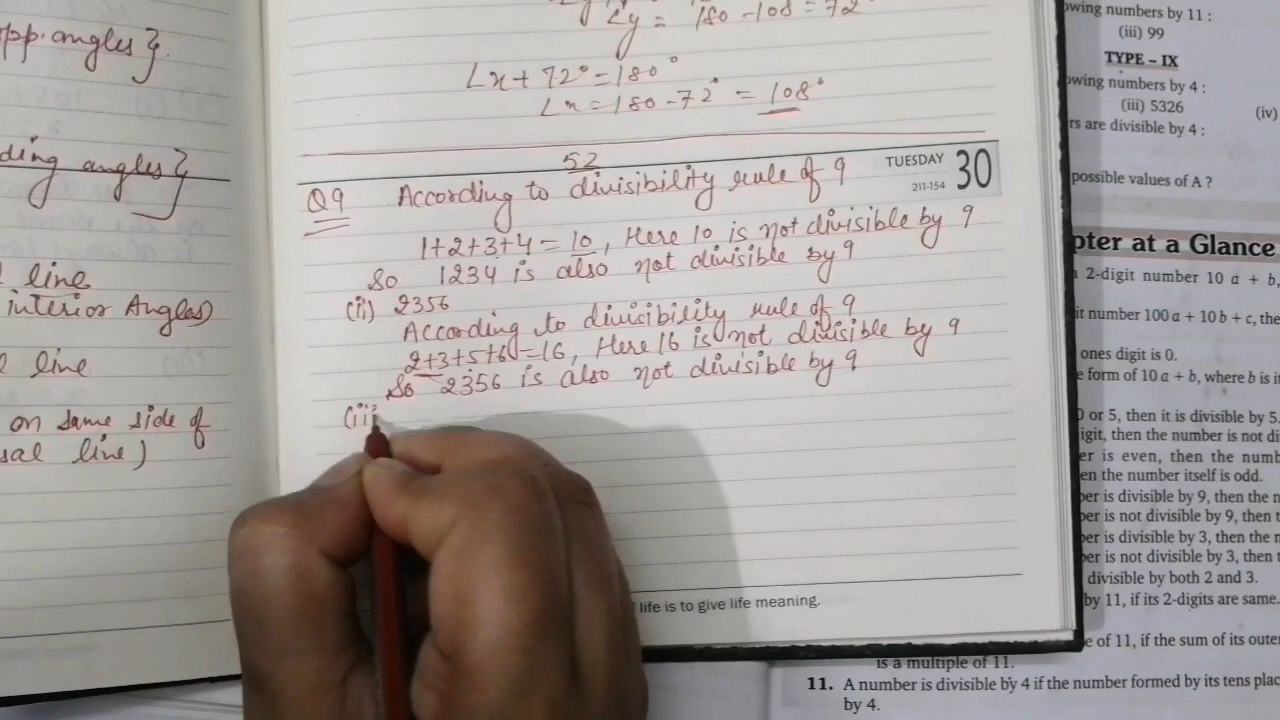 opp. angles }.
ding angles }
line
interior Angles)
line
on same side of
sal line)
∠y = 180 - 108 = 72°
∠x + 72° = 180°
∠x = 180 - 72° = 108°
52
TUESDAY 30
211-154
Q9 According to divisibility rule of 9
1+2+3+4 = 10, Here 10 is not divisible by 9
So 1234 is also not divisible by 9
(ii) 2356
According to divisibility rule of 9
2+3+5+6 = 16, Here 16 is not divisible by 9
So 2356 is also not divisible by 9
(iii
life is to give life meaning.
owing numbers by 11 :
(iii) 99
TYPE – IX
owing numbers by 4 :
(iii) 5326 (iv)
rs are divisible by 4 :
possible values of A ?
pter at a Glance
2-digit number 10 a + b,
it number 100 a + 10 b + c, the
ones digit is 0.
e form of 10 a + b, where b is it
0 or 5, then it is divisible by 5.
igit, then the number is not di
er is even, then the numb
en the number itself is odd.
ber is divisible by 9, then the n
ber is not divisible by 9, then t
ber is divisible by 3, then the n
ber is not divisible by 3, then
divisible by both 2 and 3.
by 11, if its 2-digits are same.
e of 11, if the sum of its oute
is a multiple of 11.
11. A number is divisible by 4 if the number formed by its tens plac
by 4.